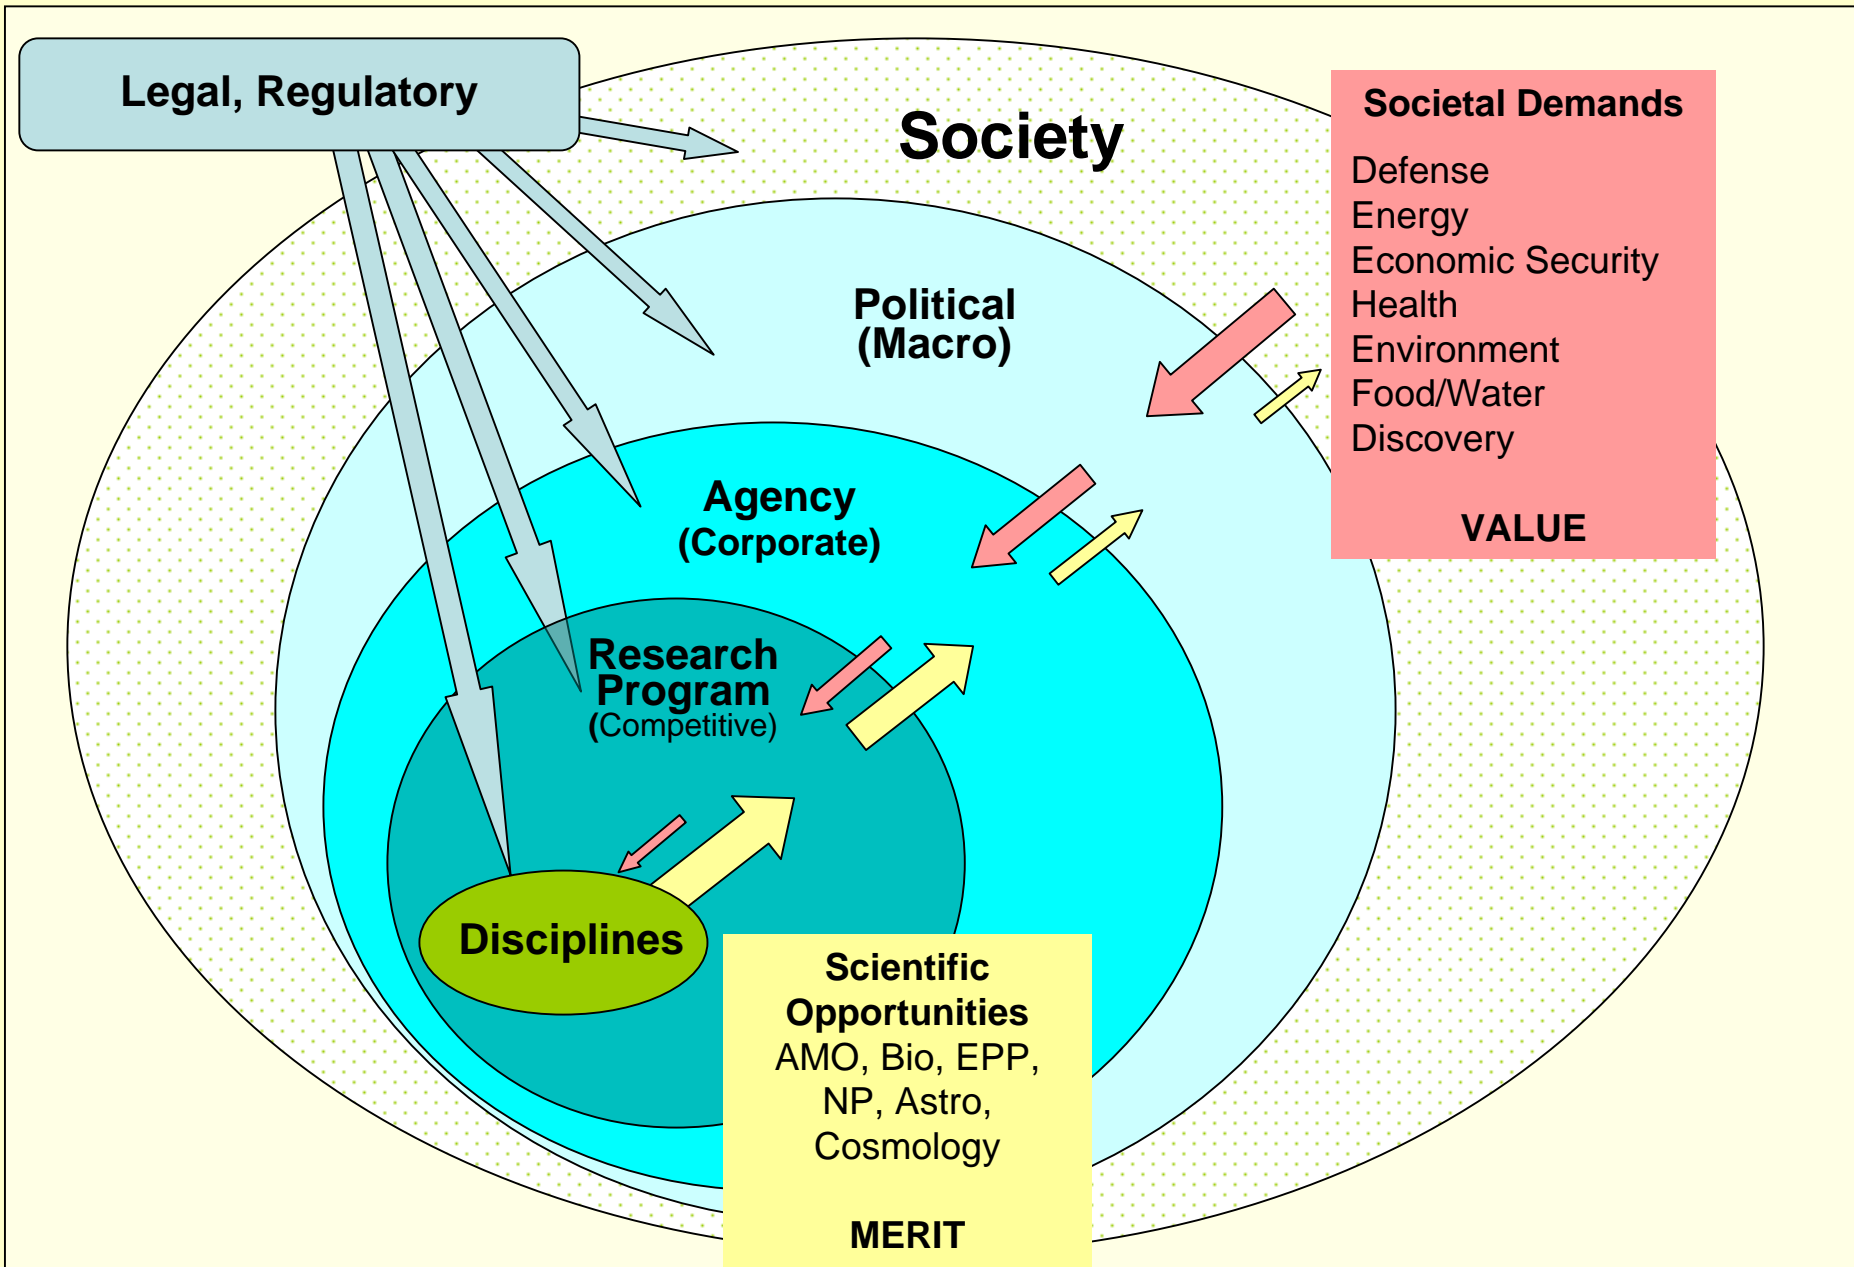 Legal, Regulatory
Society
Societal Demands
Defense
Energy
Economic Security
Health
Environment
Food/Water
Discovery
VALUE
Political
(Macro)
Agency
(Corporate)
Research
Program
(Competitive)
Disciplines
Scientific
Opportunities
AMO, Bio, EPP,
NP, Astro,
Cosmology
MERIT